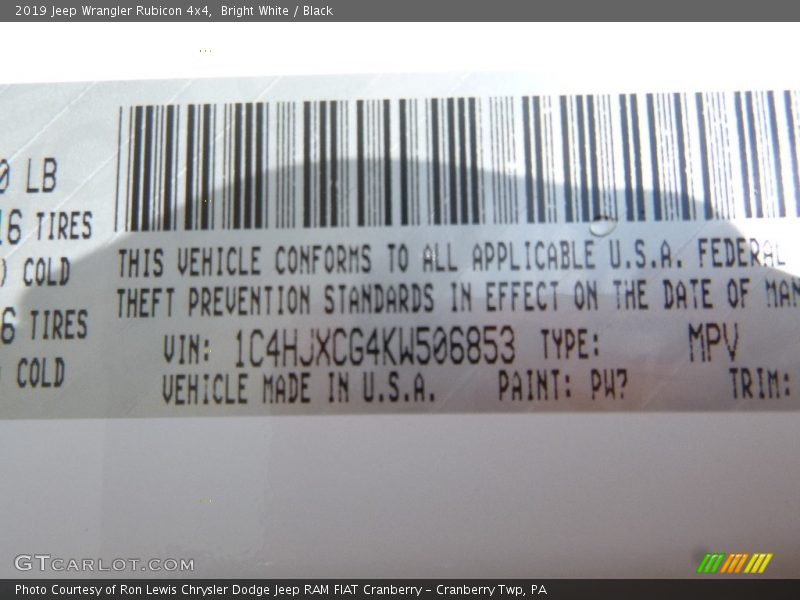 2019 Jeep Wrangler Rubicon 4x4, Bright White / Black
0 LB
16 TIRES
) COLD
6 TIRES
COLD
THIS VEHICLE CONFORMS TO ALL APPLICABLE U.S.A. FEDERAL
THEFT PREVENTION STANDARDS IN EFFECT ON THE DATE OF MAN
VIN: 1C4HJXCG4KW506853 TYPE: MPV
VEHICLE MADE IN U.S.A. PAINT: PW7 TRIM:
GTCARLOT.COM
Photo Courtesy of Ron Lewis Chrysler Dodge Jeep RAM FIAT Cranberry – Cranberry Twp, PA